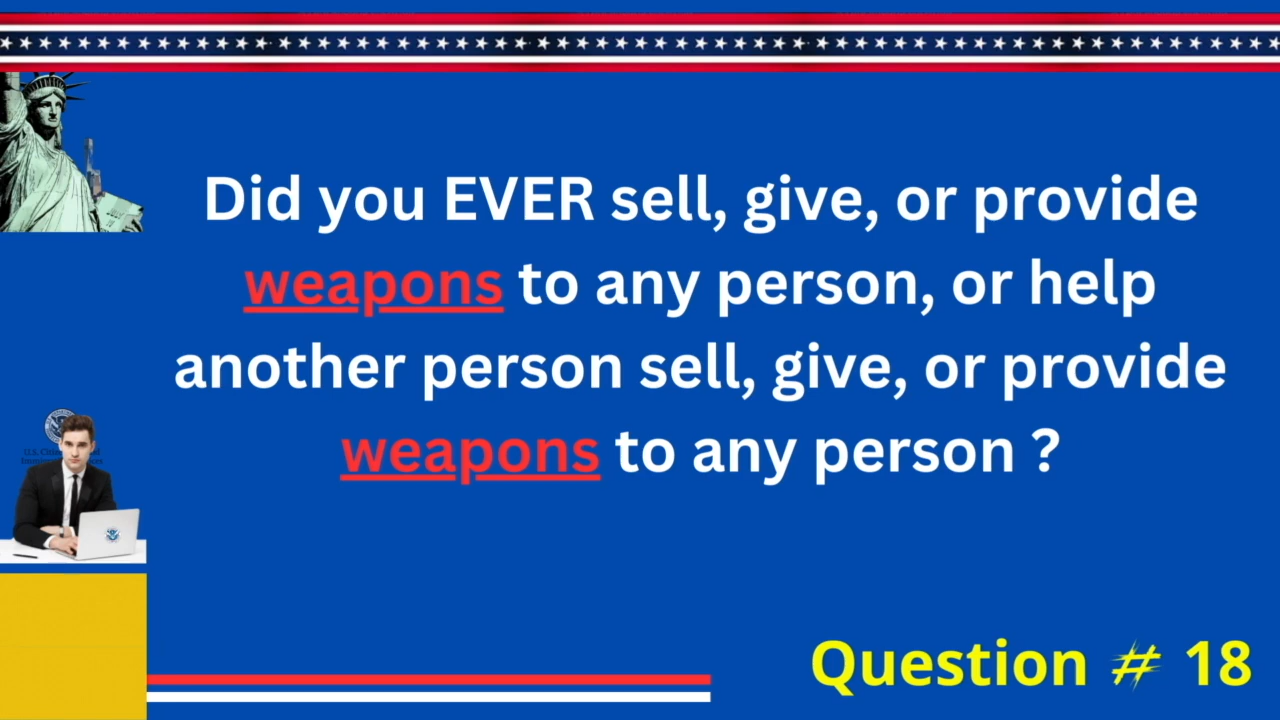 Did you EVER sell, give, or provide
weapons to any person, or help
another person sell, give, or provide
weapons to any person ?
U.S.
Question # 18